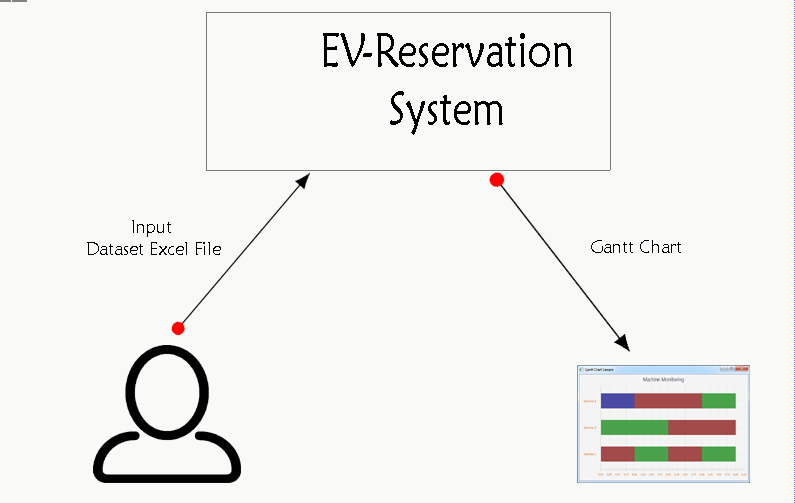 EV-Reservation
System
Input
Dataset Excel File
Gantt Chart
Gantt Chart Sample
Machine Monitoring